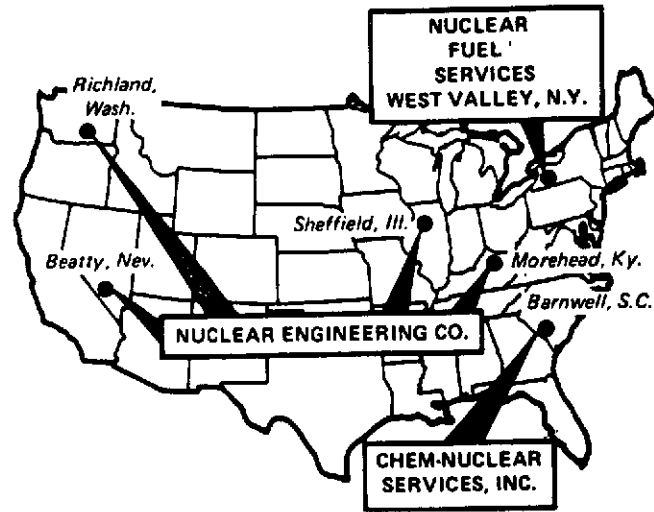 NUCLEAR
FUEL
SERVICES
WEST VALLEY, N.Y.
Richland,
Wash.
Sheffield, Ill.
Beatty, Nev.
Morehead, Ky.
Barnwell, S.C.
NUCLEAR ENGINEERING CO.
CHEM-NUCLEAR
SERVICES, INC.